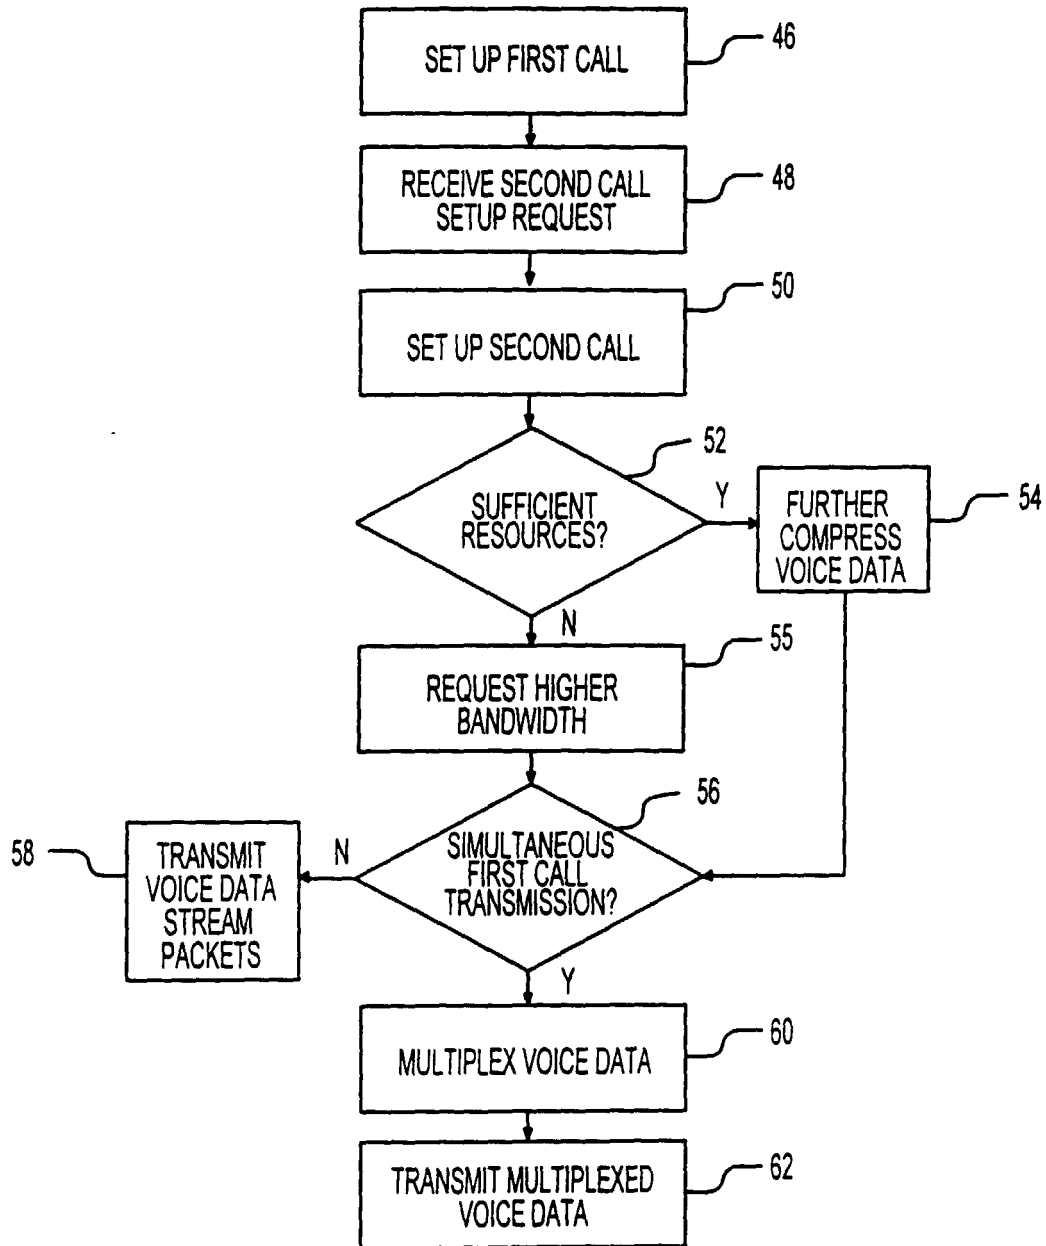 SET UP FIRST CALL
46
RECEIVE SECOND CALL
SETUP REQUEST
48
50
SET UP SECOND CALL
52
SUFFICIENT
RESOURCES?
Y
FURTHER
COMPRESS
VOICE DATA
54
N
55
REQUEST HIGHER
BANDWIDTH
56
SIMULTANEOUS
FIRST CALL
TRANSMISSION?
N
58
TRANSMIT
VOICE DATA
STREAM
PACKETS
Y
60
MULTIPLEX VOICE DATA
62
TRANSMIT MULTIPLEXED
VOICE DATA